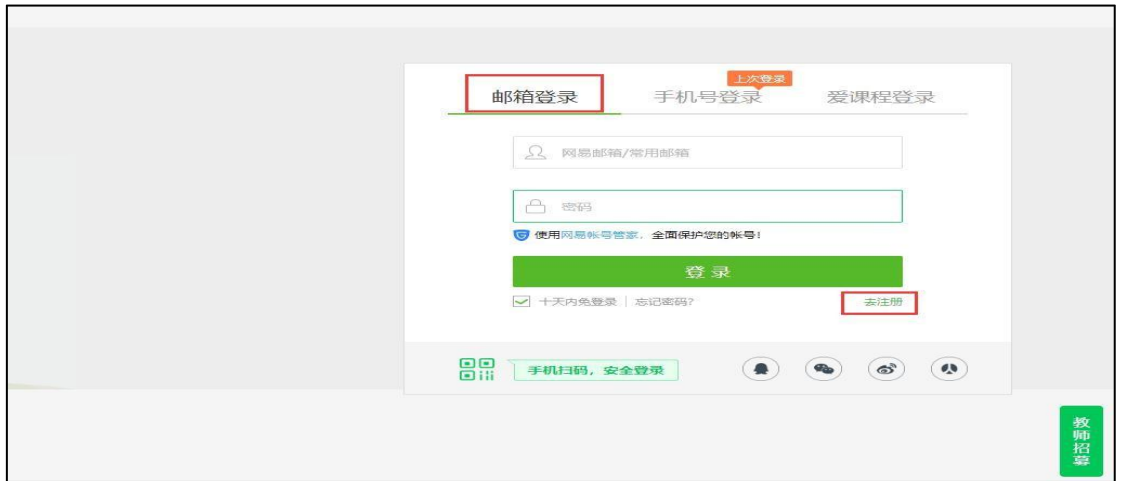 上次登录
邮箱登录 手机号登录 爱课程登录
网易邮箱/常用邮箱
密码
使用网易帐号管家，全面保护您的帐号！
登 录
十天内免登录 | 忘记密码? 去注册
手机扫码，安全登录
教师招募